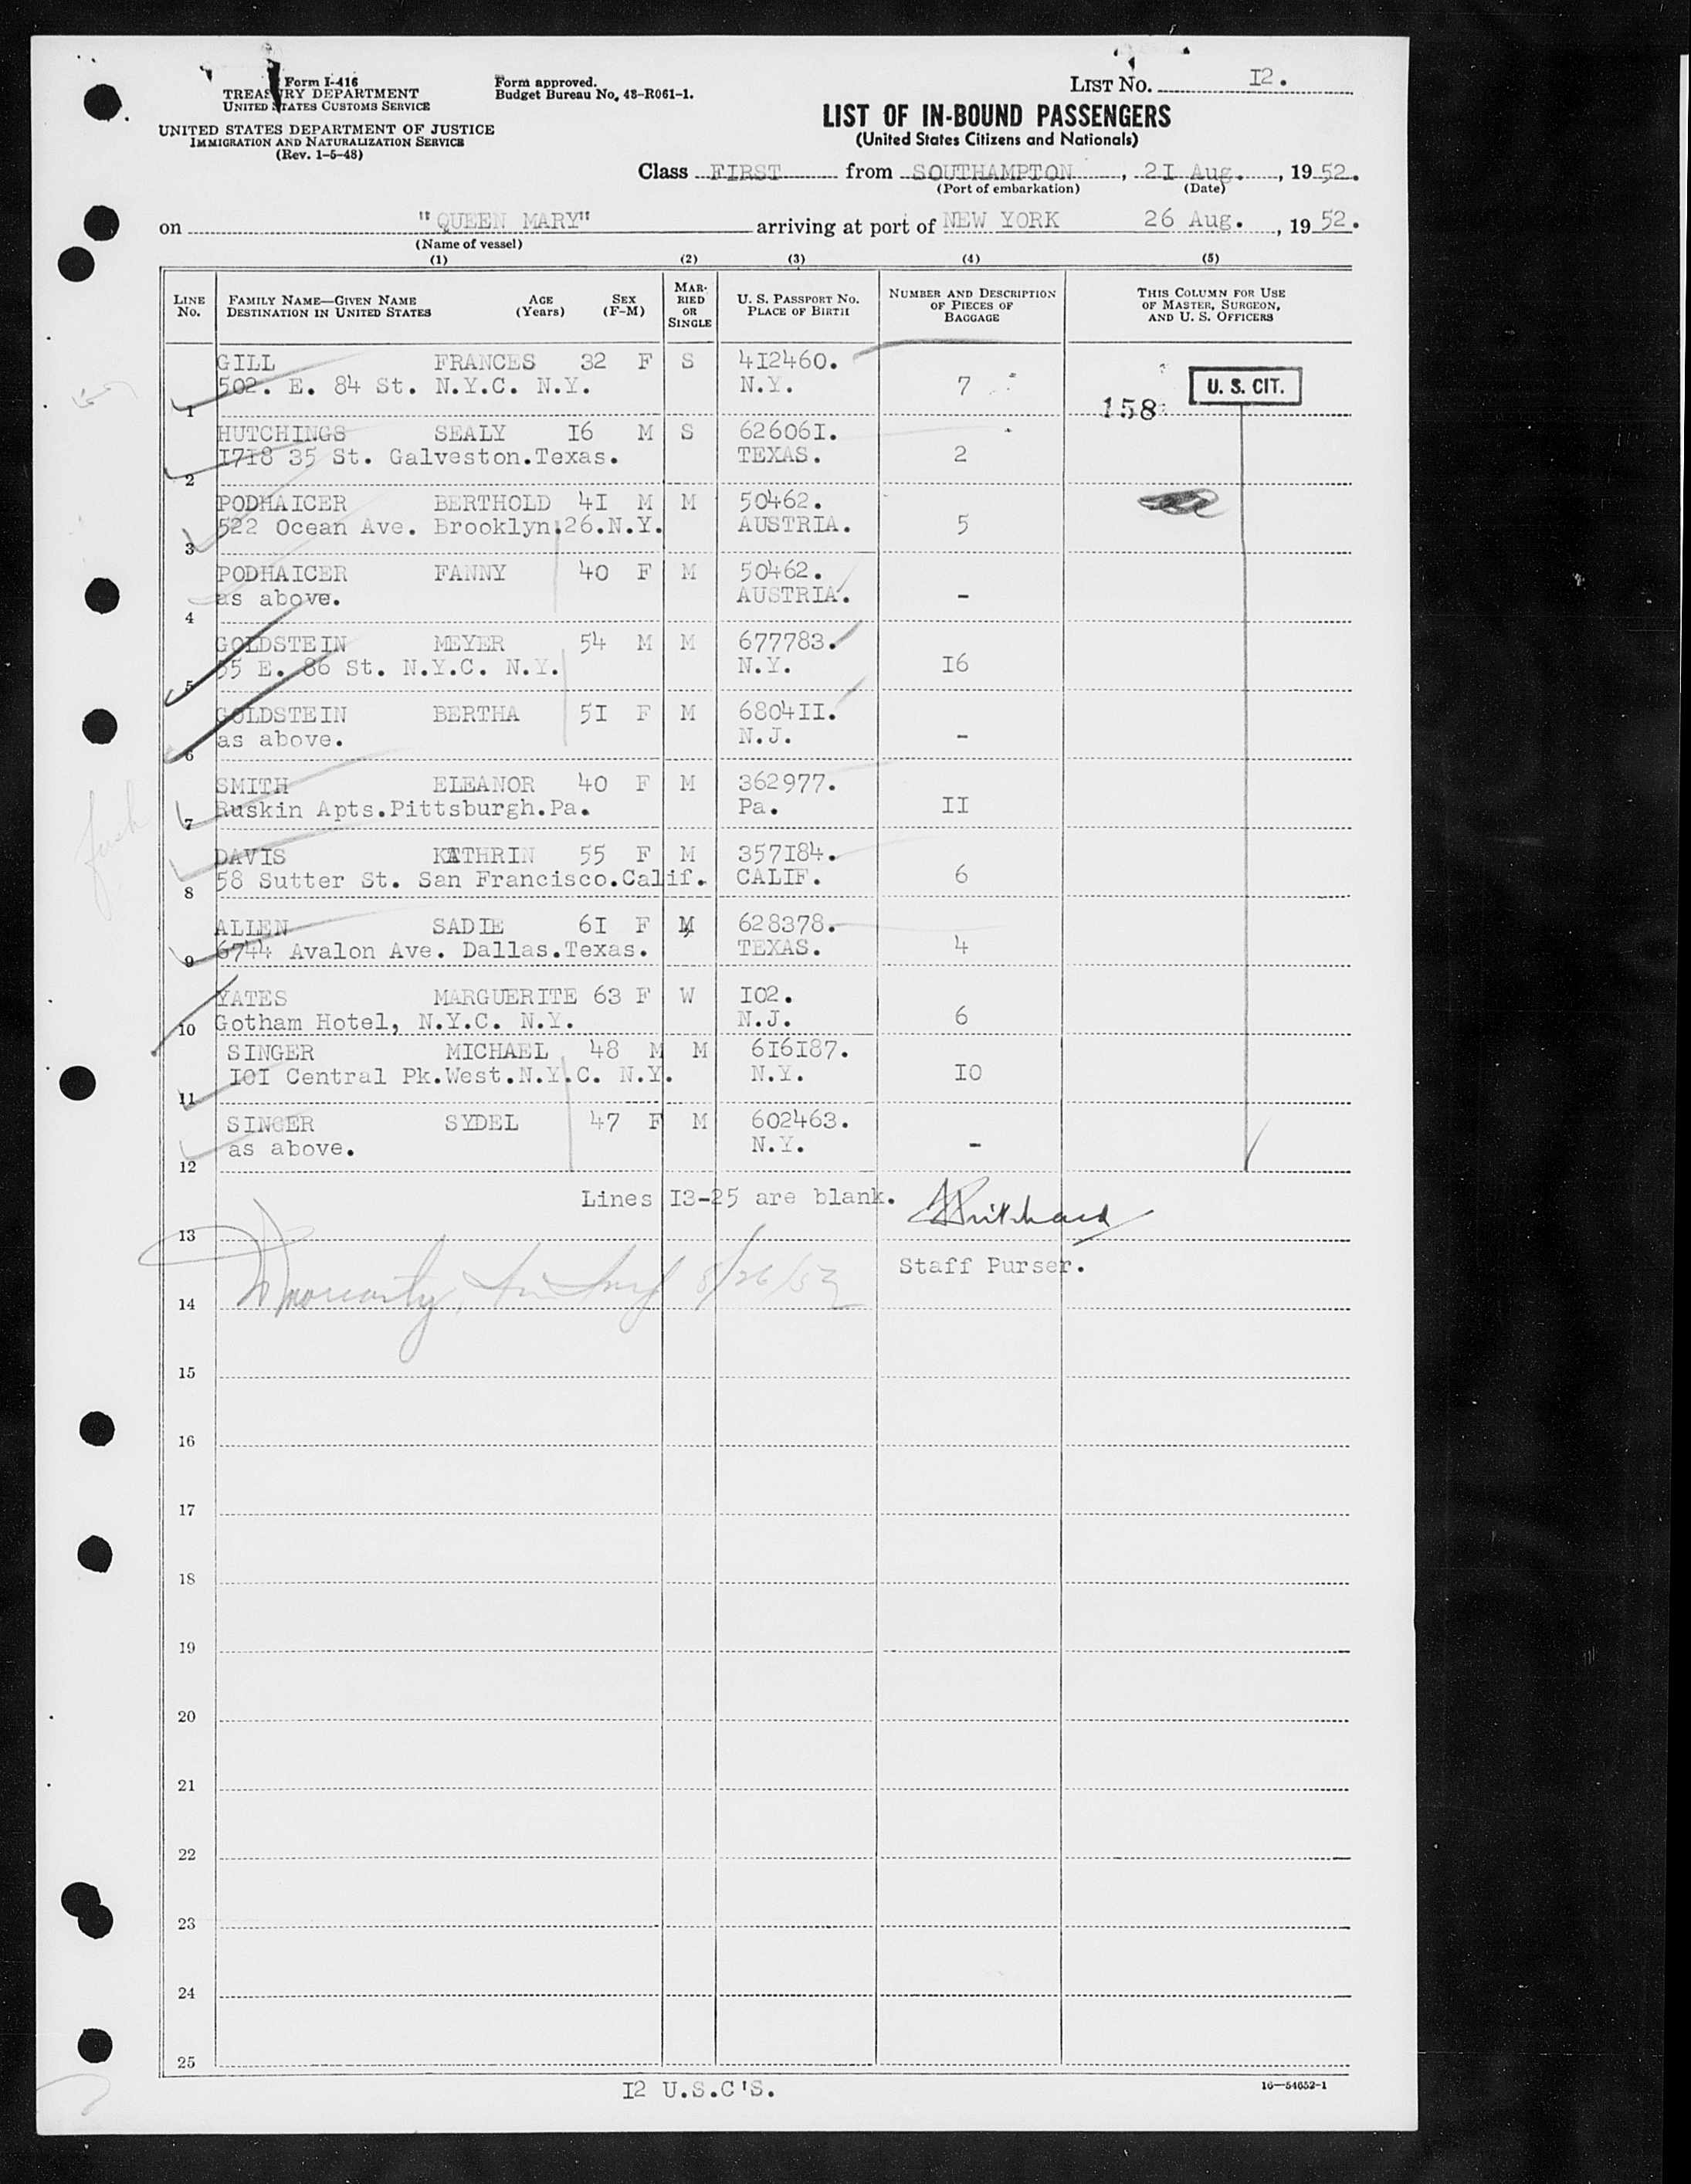 Form I-416
TREASURY DEPARTMENT
UNITED STATES CUSTOMS SERVICE
UNITED STATES DEPARTMENT OF JUSTICE
IMMIGRATION AND NATURALIZATION SERVICE
(Rev. 1-5-48)
Form approved.
Budget Bureau No. 43-R061-1.
LIST NO. I2.
LIST OF IN-BOUND PASSENGERS
(United States Citizens and Nationals)
Class FIRST from SOUTHAMPTON, 2I Aug., 19 52.
(Port of embarkation) (Date)
on "QUEEN MARY" arriving at port of NEW YORK 26 Aug., 19 52.
(Name of vessel)
(1) (2) (3) (4) (5)
LINE NO. FAMILY NAME—GIVEN NAME DESTINATION IN UNITED STATES AGE (Years) SEX (F-M) MARRIED OR SINGLE U. S. PASSPORT NO. PLACE OF BIRTH NUMBER AND DESCRIPTION OF PIECES OF BAGGAGE THIS COLUMN FOR USE OF MASTER, SURGEON, AND U. S. OFFICERS
GILL FRANCES 32 F S 4I2460.
502. E. 84 St. N.Y.C. N.Y. N.Y. 7 U. S. CIT.
1 158
HUTCHINGS SEALY I6 M S 62606I.
I7I8 35 St. Galveston.Texas. TEXAS. 2
2
PODHAICER BERTHOLD 4I M M 50462.
522 Ocean Ave. Brooklyn.26.N.Y. AUSTRIA. 5
3
PODHAICER FANNY 40 F M 50462.
as above. AUSTRIA. -
4
GOLDSTEIN MEYER 54 M M 677783.
55 E. 86 St. N.Y.C. N.Y. N.Y. I6
5
GOLDSTEIN BERTHA 5I F M 6804II.
as above. N.J. -
6
SMITH ELEANOR 40 F M 362977.
Ruskin Apts.Pittsburgh.Pa. Pa. II
7
DAVIS KATHRIN 55 F M 357I84.
58 Sutter St. San Francisco.Calif. CALIF. 6
8
ALLEN SADIE 6I F M 628378.
6744 Avalon Ave. Dallas.Texas. TEXAS. 4
9
YATES MARGUERITE 63 F W I02.
Gotham Hotel, N.Y.C. N.Y. N.J. 6
10
SINGER MICHAEL 48 M M 6I6I87.
I0I Central Pk.West.N.Y.C. N.Y. N.Y. I0
11
SINGER SYDEL 47 F M 602463.
as above. N.Y. -
12
Lines I3-25 are blank. Pritchard
13
Staff Purser.
Moriarty, 8/26/52
14
15
16
17
18
19
20
21
22
23
24
25
I2 U.S.C'S.
16—54652-1